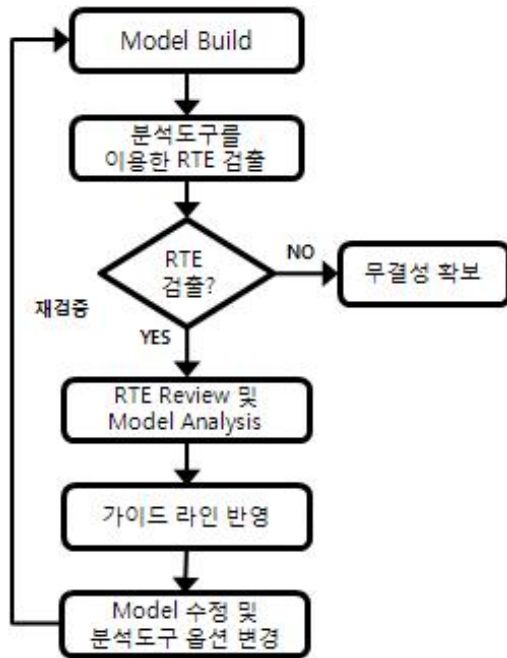 Model Build
분석도구를
이용한 RTE 검출
RTE
검출?
NO
무결성 확보
재검증
YES
RTE Review 및
Model Analysis
가이드 라인 반영
Model 수정 및
분석도구 옵션 변경